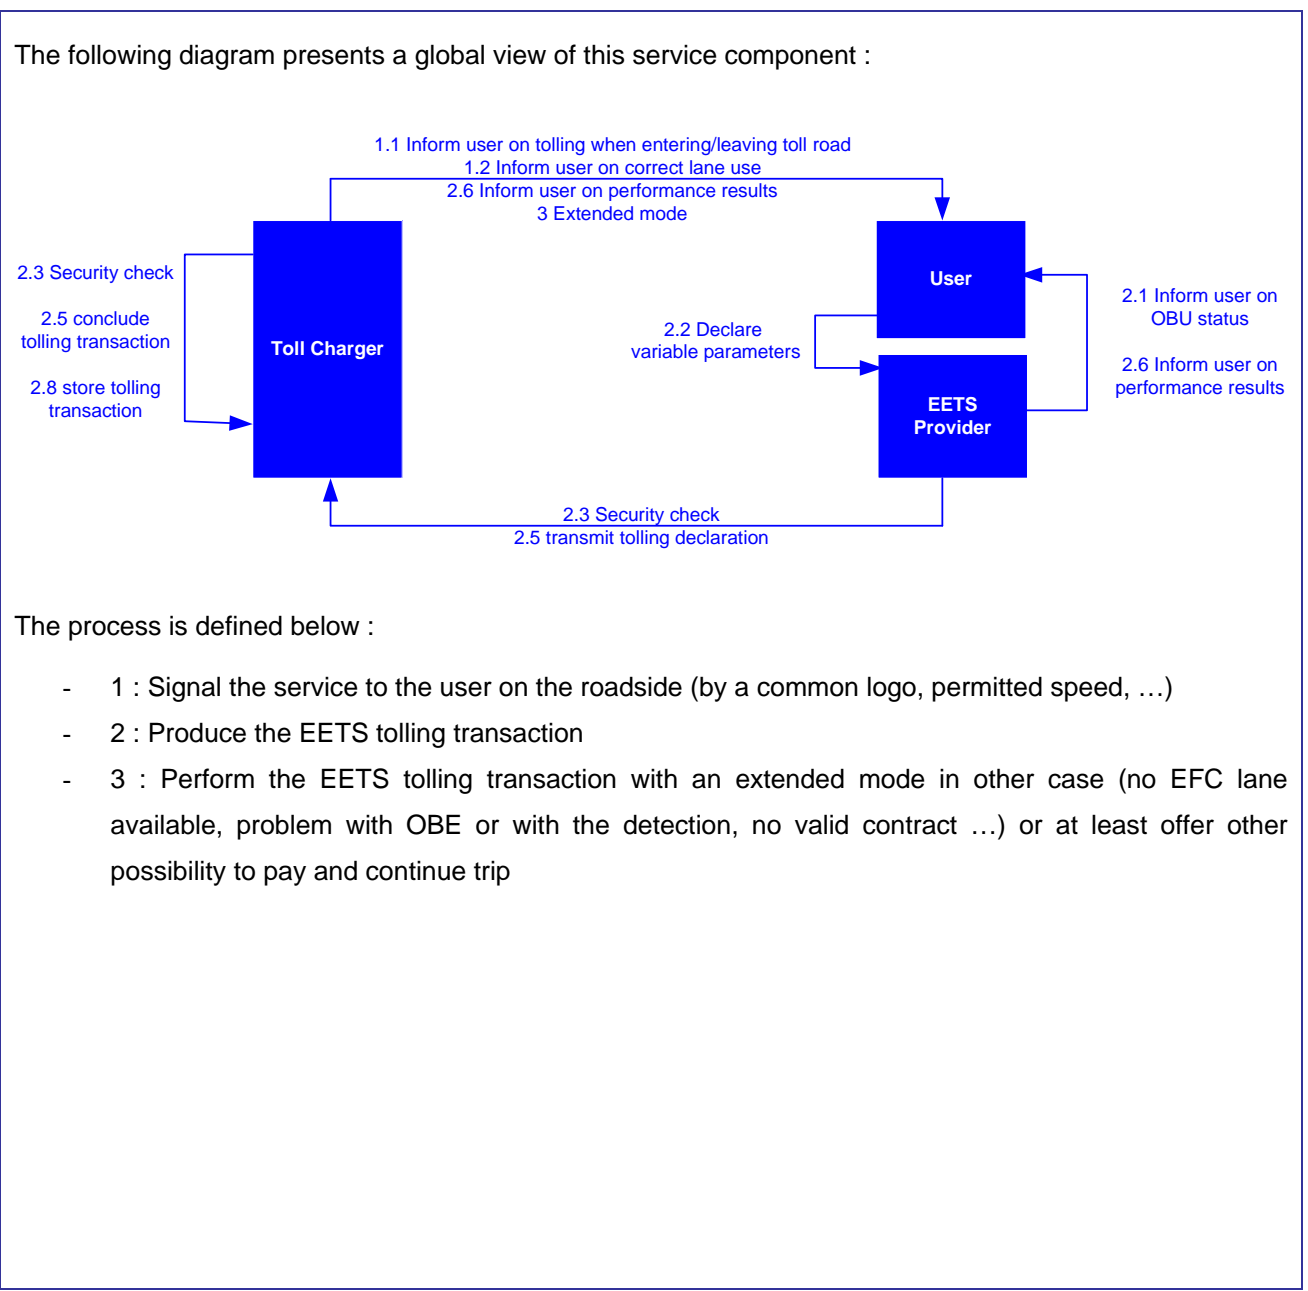 The following diagram presents a global view of this service component :
1.1 Inform user on tolling when entering/leaving toll road
1.2 Inform user on correct lane use
2.6 Inform user on performance results
3 Extended mode
2.3 Security check
2.5 conclude
tolling transaction
2.8 store tolling
transaction
Toll Charger
User
2.2 Declare
variable parameters
EETS
Provider
2.1 Inform user on
OBU status
2.6 Inform user on
performance results
2.3 Security check
2.5 transmit tolling declaration
The process is defined below :
- 1 : Signal the service to the user on the roadside (by a common logo, permitted speed, …)
- 2 : Produce the EETS tolling transaction
- 3 : Perform the EETS tolling transaction with an extended mode in other case (no EFC lane
available, problem with OBE or with the detection, no valid contract …) or at least offer other
possibility to pay and continue trip